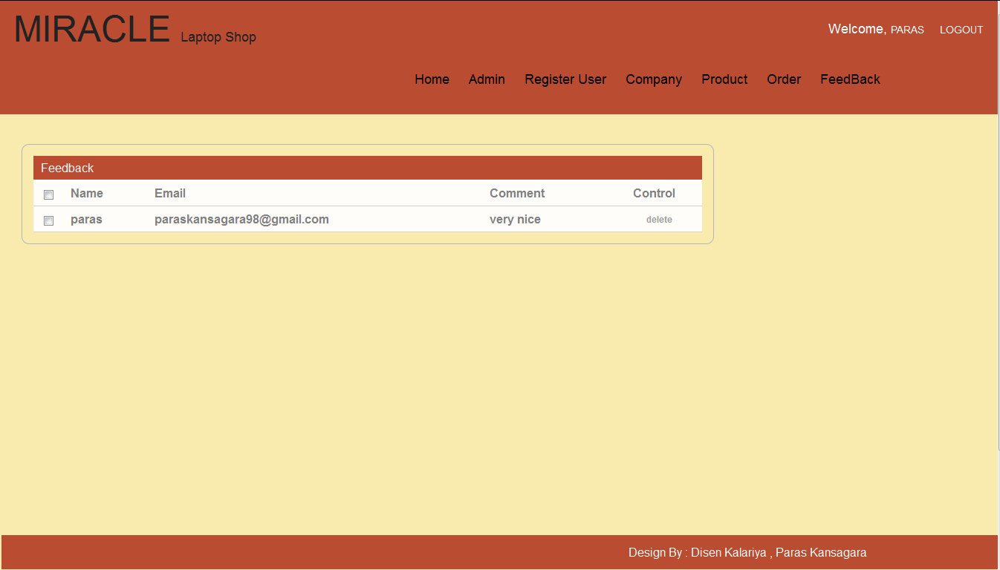 MIRACLE Laptop Shop
Welcome, PARAS LOGOUT
Home Admin Register User Company Product Order FeedBack
Feedback
Name Email Comment Control
paras paraskansagara98@gmail.com very nice delete
Design By : Disen Kalariya , Paras Kansagara